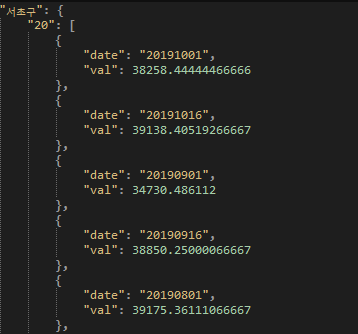 "서초구": {
"20": [
{
"date": "20191001",
"val": 38258.44444466666
},
{
"date": "20191016",
"val": 39138.40519266667
},
{
"date": "20190901",
"val": 34730.486112
},
{
"date": "20190916",
"val": 38850.25000066667
},
{
"date": "20190801",
"val": 39175.36111066667
},